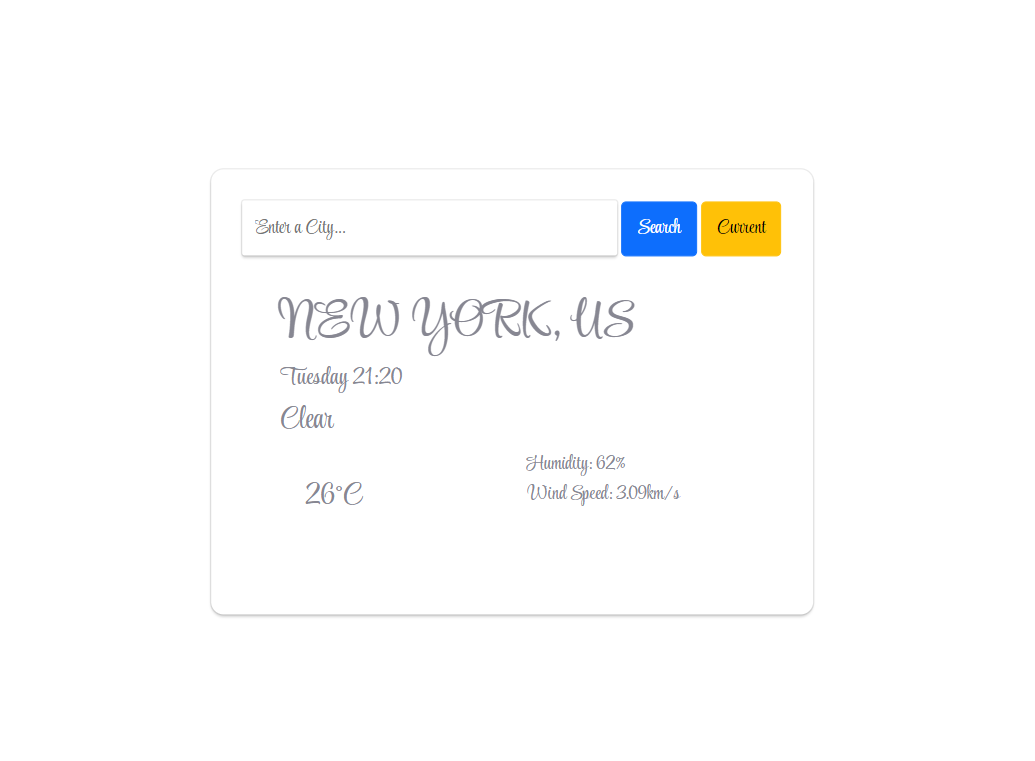 Enter a City...
Search
Current
NEW YORK, US
Tuesday 21:20
Clear
26°C
Humidity: 62%
Wind Speed: 3.09km/s